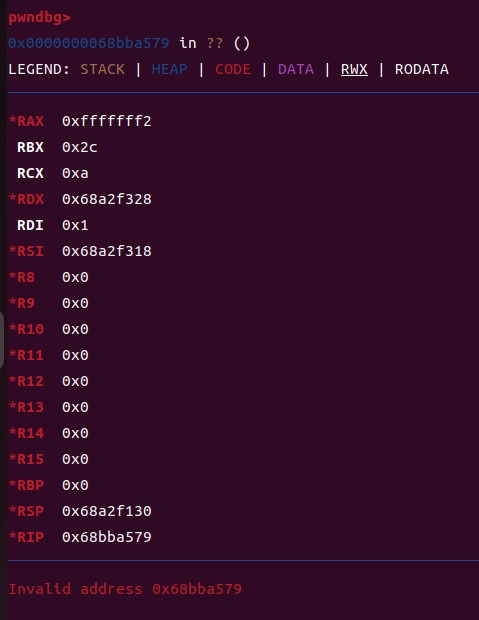 pwndbg>
0x0000000068bba579 in ?? ()
LEGEND: STACK | HEAP | CODE | DATA | RWX | RODATA
*RAX  0xfffffff2
 RBX  0x2c
 RCX  0xa
*RDX  0x68a2f328
 RDI  0x1
*RSI  0x68a2f318
*R8   0x0
*R9   0x0
*R10  0x0
*R11  0x0
*R12  0x0
*R13  0x0
*R14  0x0
*R15  0x0
*RBP  0x0
*RSP  0x68a2f130
*RIP  0x68bba579
Invalid address 0x68bba579